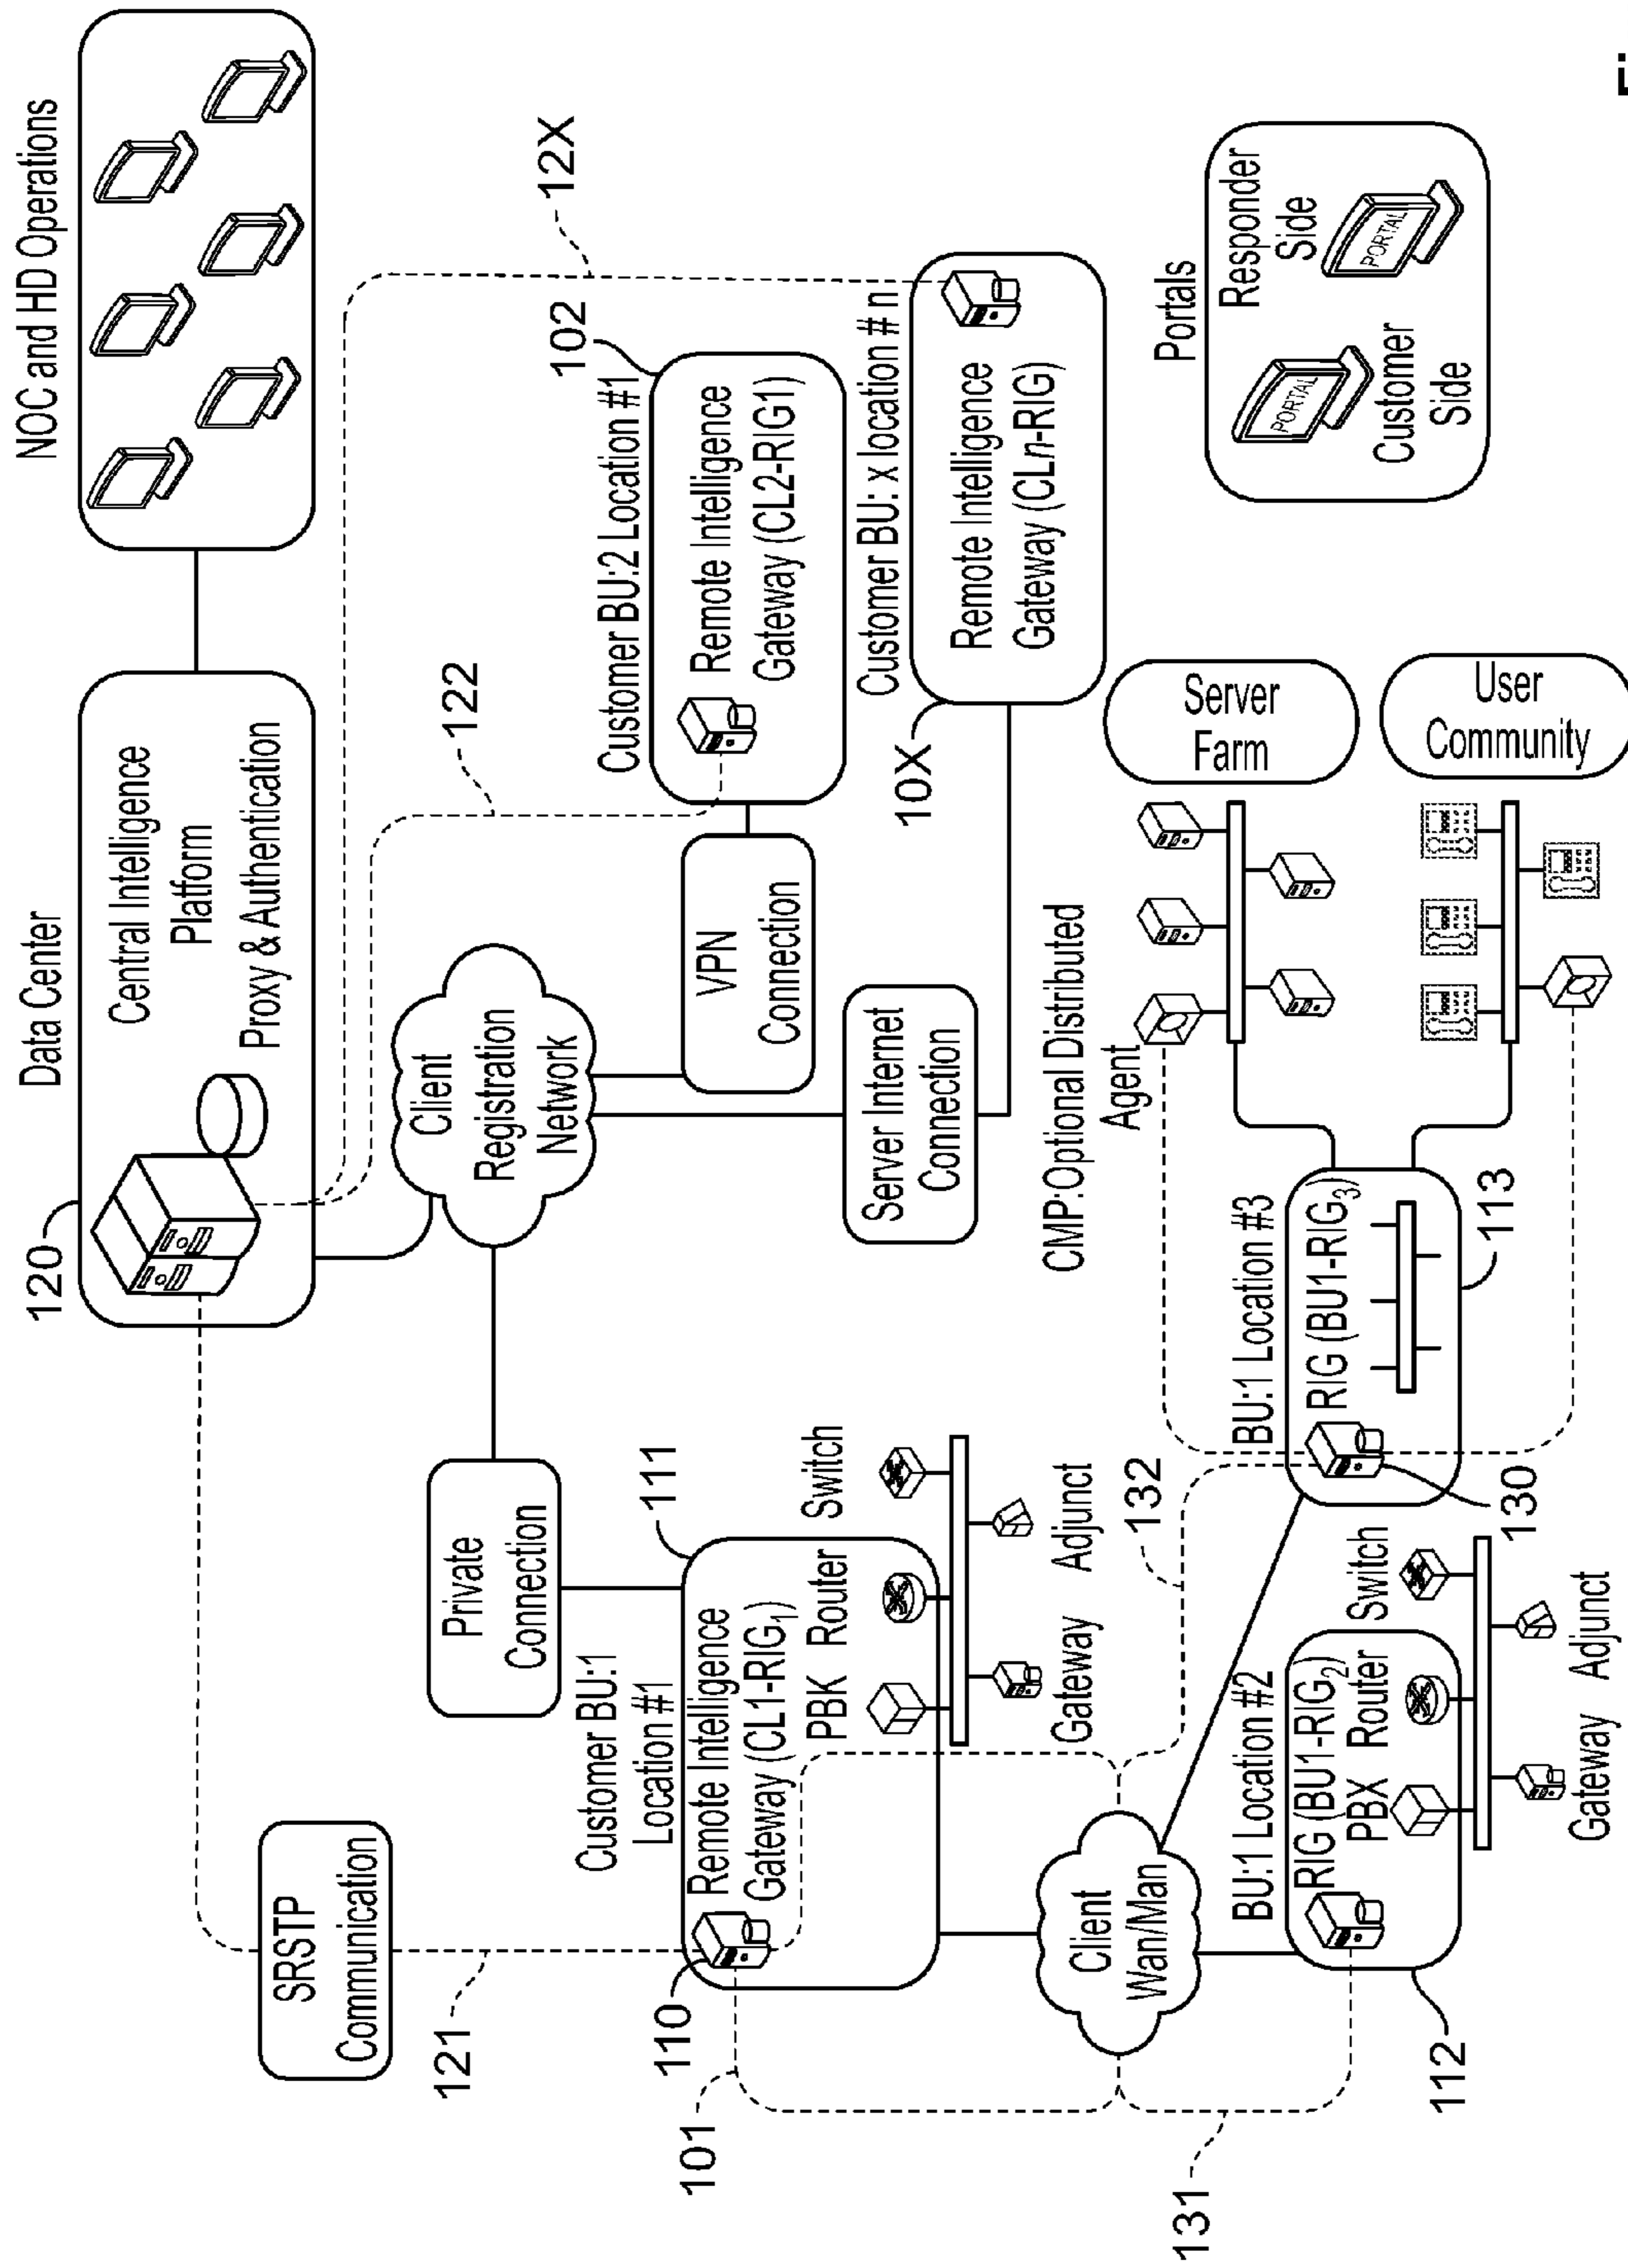 Data Center
120
Central Intelligence
Platform
Proxy & Authentication
NOC and HD Operations
SRSTP
Communication
121
Private
Connection
Client
Registration
Network
122
12X
VPN
Connection
Server Internet
Connection
Customer BU:1
Location #1
111
110
101
Remote Intelligence
Gateway (CL1-RIG₁)
PBK Router
Switch
Gateway
Adjunct
Customer BU:2 Location #1
102
Remote Intelligence
Gateway (CL2-RIG1)
Customer BU: x location # n
10X
Remote Intelligence
Gateway (CLn-RIG)
Client
Wan/Man
131
132
CMP:Optional Distributed
Agent
BU:1 Location #2
RIG (BU1-RIG₂)
PBX Router
Switch
Gateway
Adjunct
112
BU:1 Location #3
RIG (BU1-RIG₃)
130
113
Server
Farm
User
Community
Portals
Responder
Side
PORTAL
PORTAL
Customer
Side